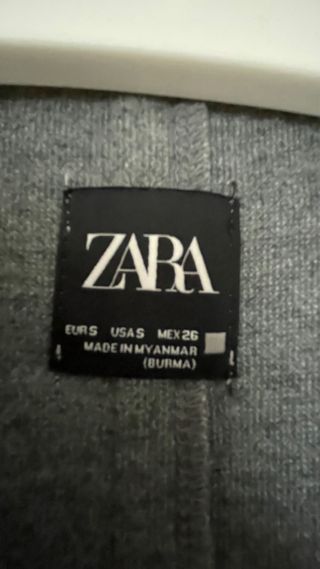 ZARA
EUR S USA S MEX 26
MADE IN MYANMAR
(BURMA)